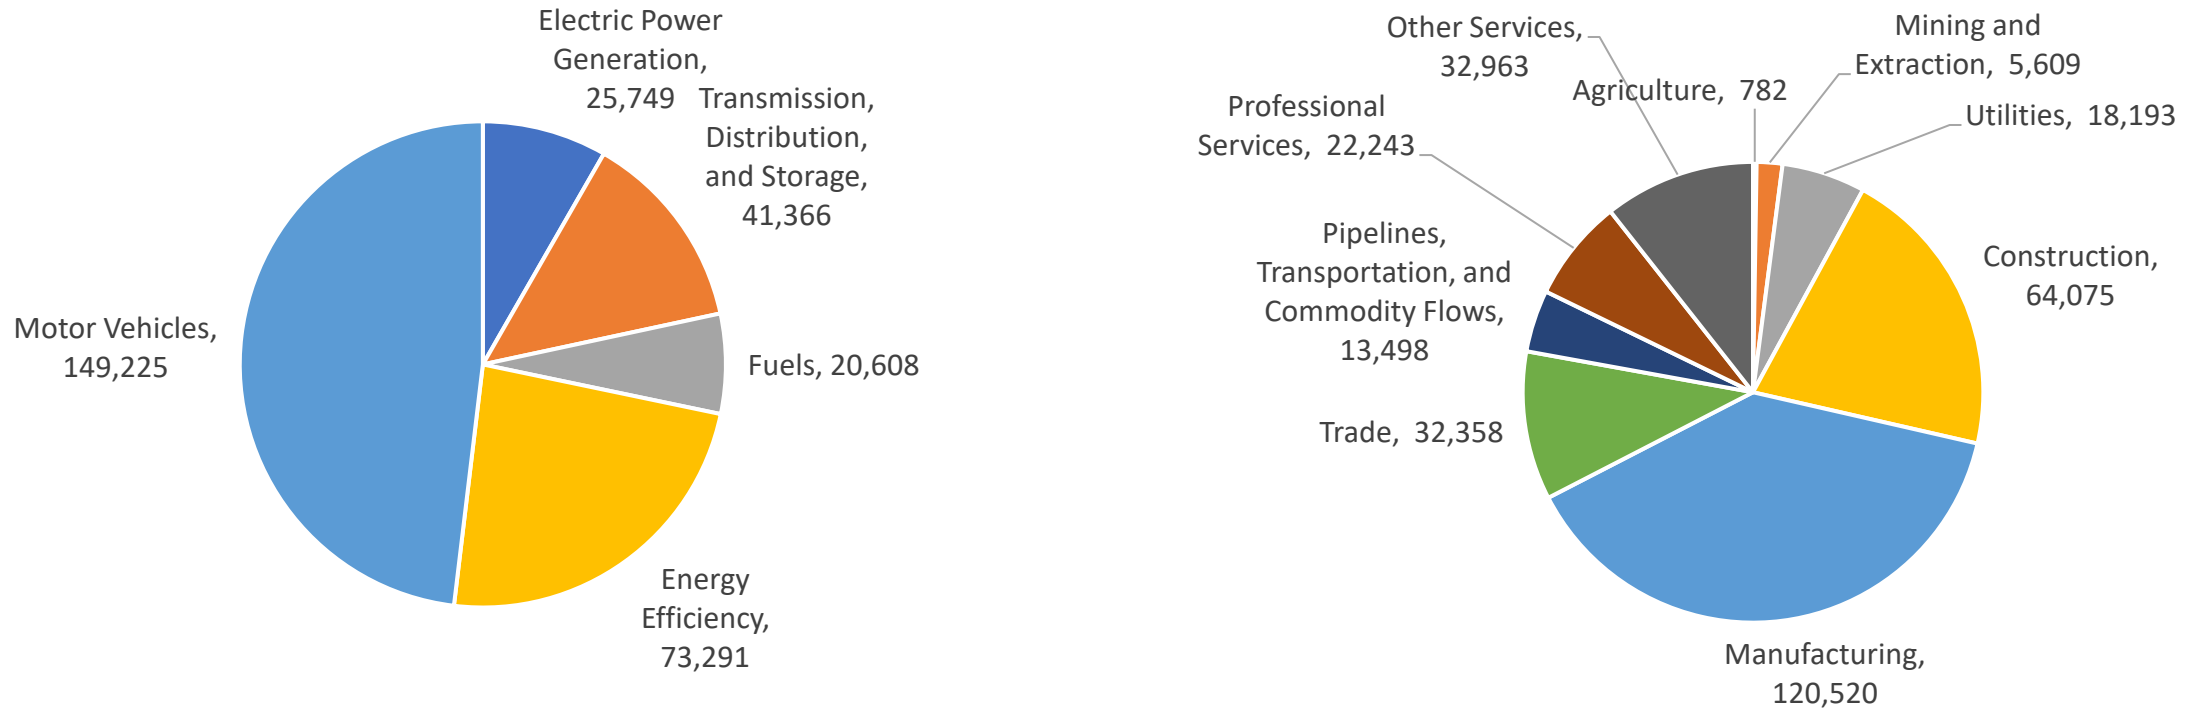 Electric Power
Generation,
25,749
Transmission,
Distribution,
and Storage,
41,366
Fuels, 20,608
Energy
Efficiency,
73,291
Motor Vehicles,
149,225
Other Services,
32,963
Agriculture, 782
Mining and
Extraction, 5,609
Utilities, 18,193
Construction,
64,075
Manufacturing,
120,520
Trade, 32,358
Pipelines,
Transportation, and
Commodity Flows,
13,498
Professional
Services, 22,243